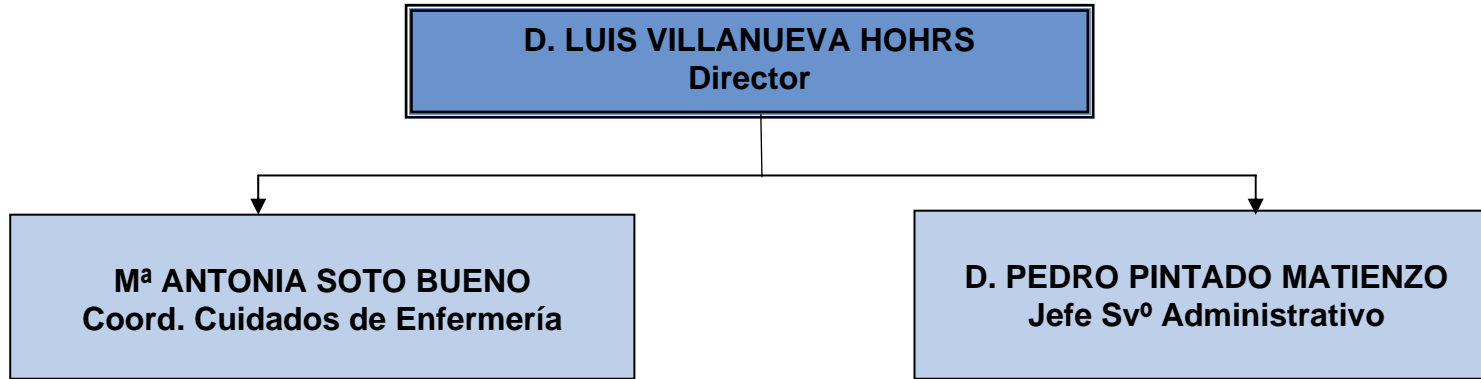 D. LUIS VILLANUEVA HOHRS
Director
Mª ANTONIA SOTO BUENO
Coord. Cuidados de Enfermería
D. PEDRO PINTADO MATIENZO
Jefe Svº Administrativo